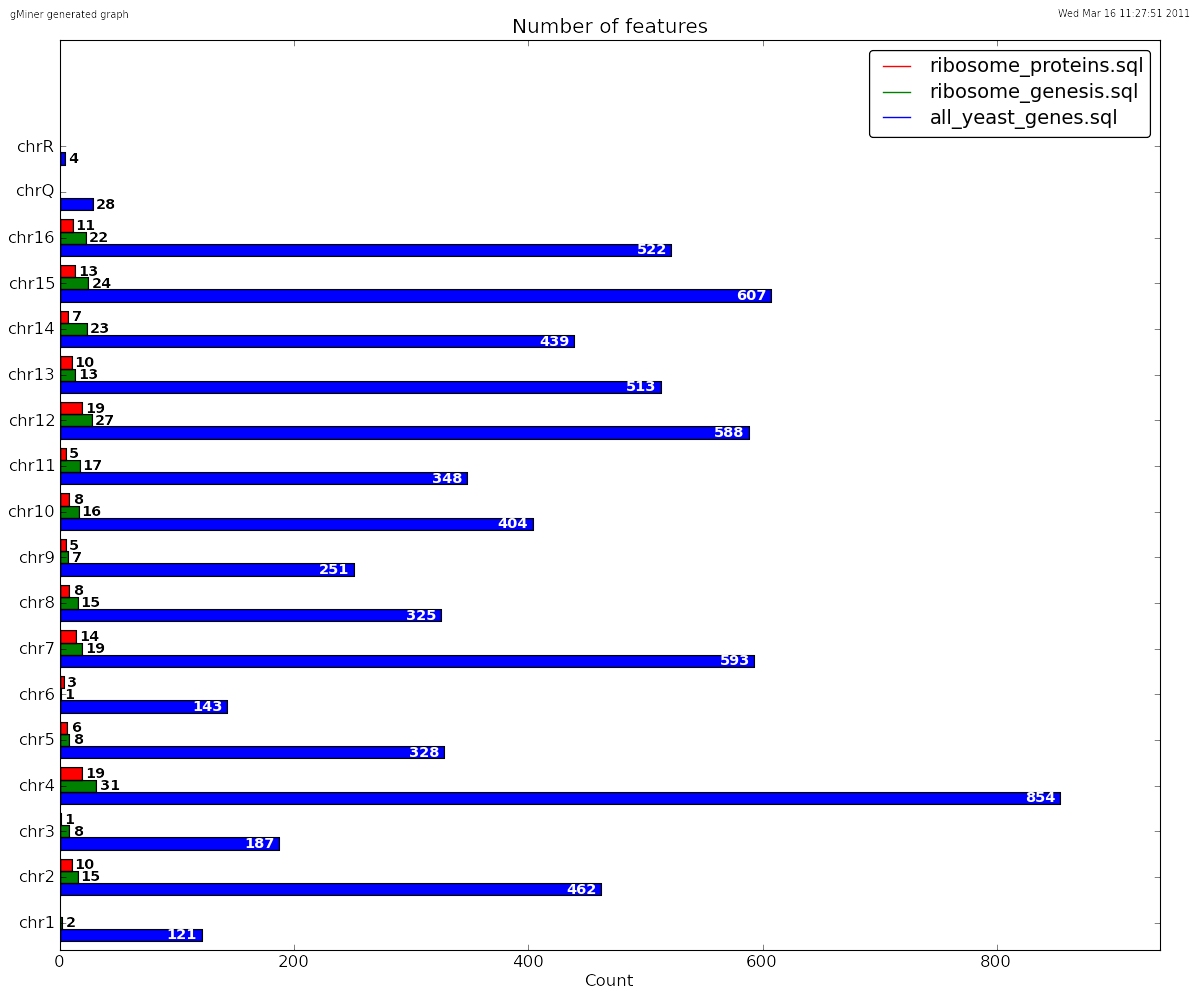 gMiner generated graph
Wed Mar 16 11:27:51 2011
Number of features
ribosome_proteins.sql
ribosome_genesis.sql
all_yeast_genes.sql
chrR
4
chrQ
28
11
chr16 22
522
13
chr15 24
607
7
chr14 23
439
10
chr13 13
513
19
chr12 27
588
5
chr11 17
348
8
chr10 16
404
5
chr9 7
251
8
chr8 15
325
14
chr7 19
593
3
chr6 1
143
6
chr5 8
328
19
chr4 31
854
1
chr3 8
187
10
chr2 15
462
chr1 2
121
0 200 400 600 800
Count